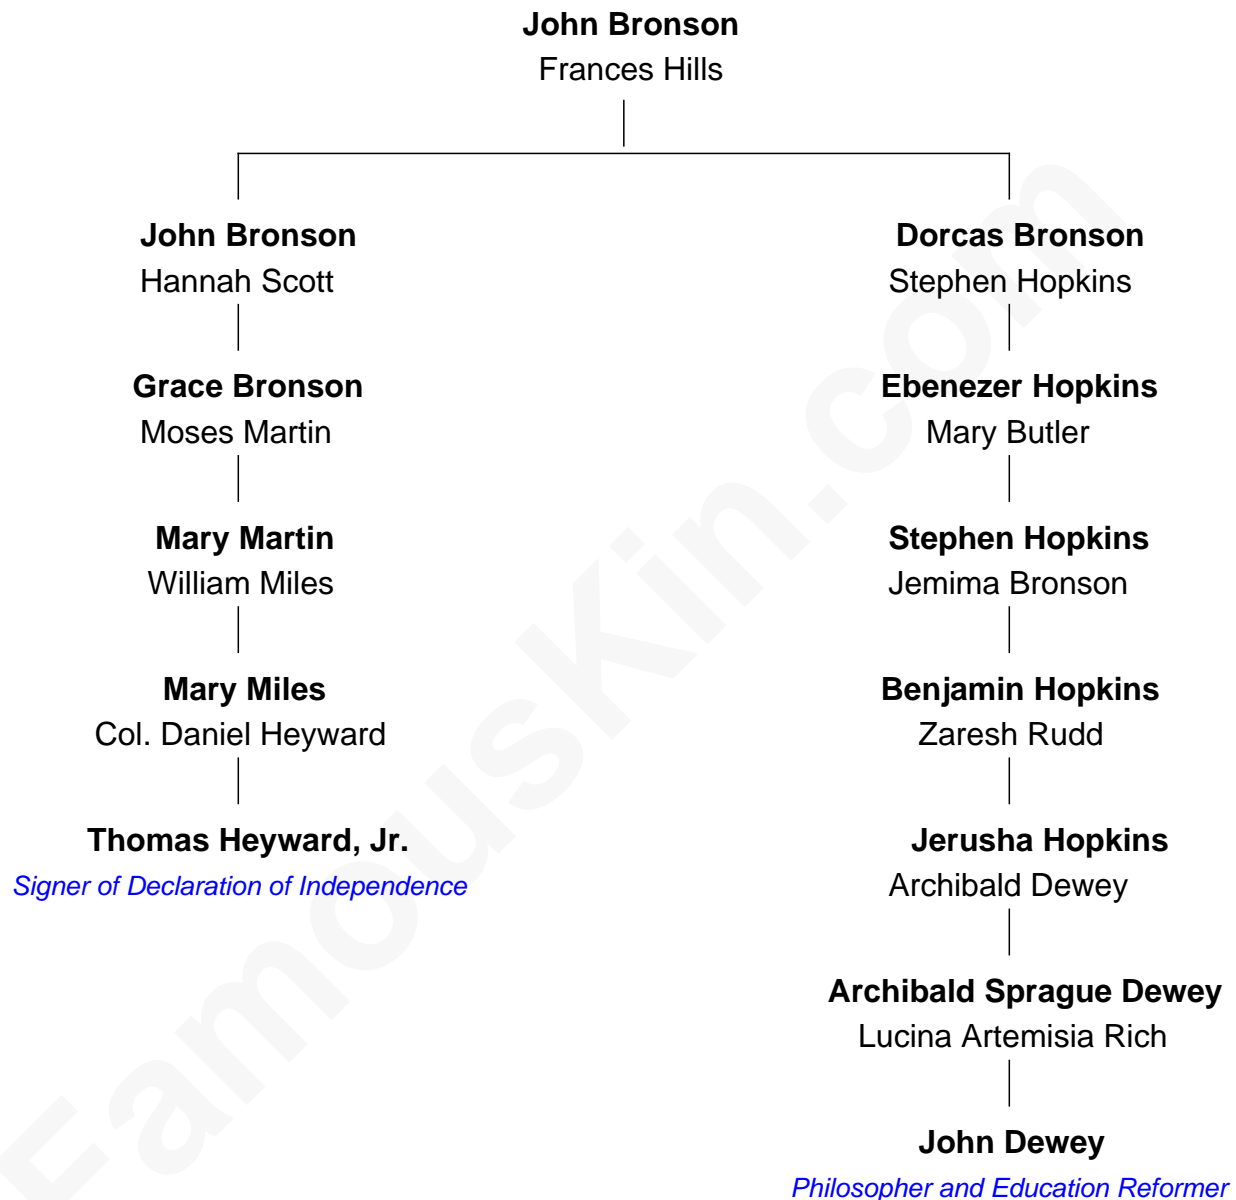 John Bronson
Frances Hills
John Bronson
Hannah Scott
Grace Bronson
Moses Martin
Mary Martin
William Miles
Mary Miles
Col. Daniel Heyward
Thomas Heyward, Jr.
Signer of Declaration of Independence
Dorcas Bronson
Stephen Hopkins
Ebenezer Hopkins
Mary Butler
Stephen Hopkins
Jemima Bronson
Benjamin Hopkins
Zaresh Rudd
Jerusha Hopkins
Archibald Dewey
Archibald Sprague Dewey
Lucina Artemisia Rich
John Dewey
Philosopher and Education Reformer
FamousKin.com